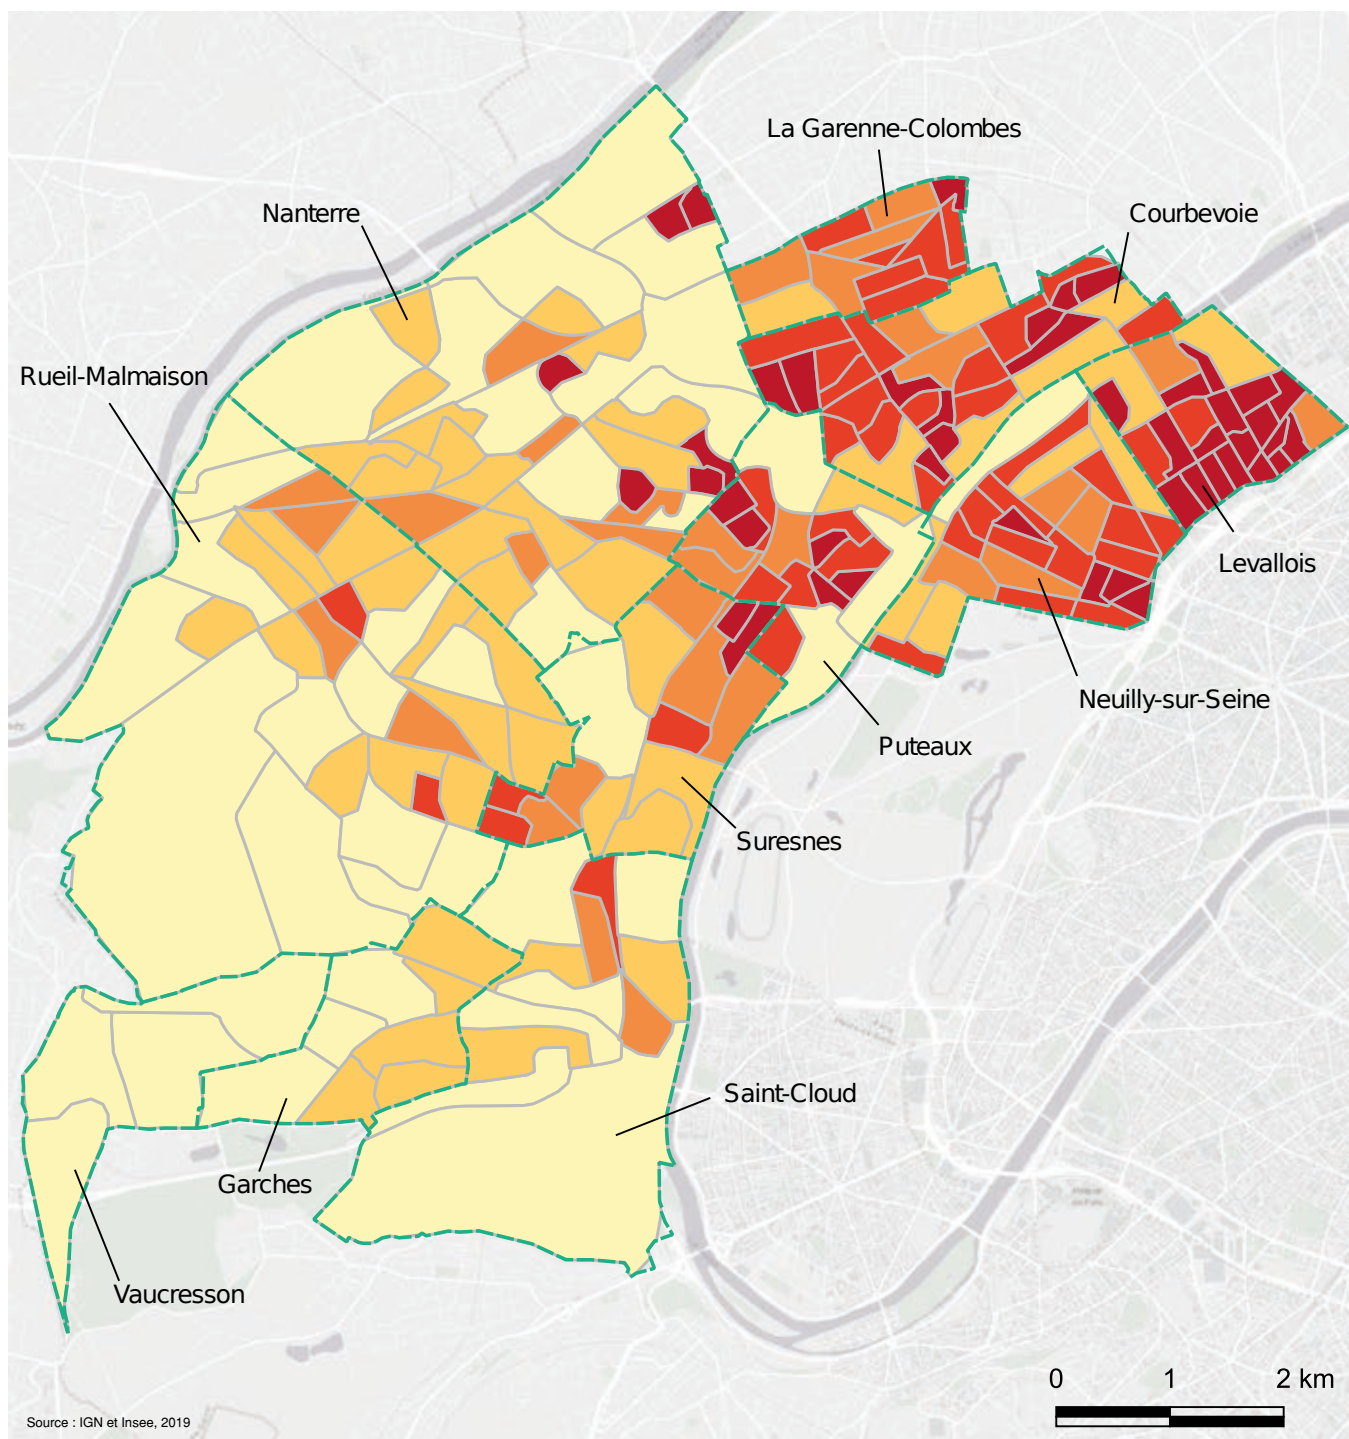 La Garenne-Colombes
Nanterre
Courbevoie
Rueil-Malmaison
Levallois
Neuilly-sur-Seine
Puteaux
Suresnes
Saint-Cloud
Garches
Vaucresson
0 1 2 km
Source : IGN et Insee, 2019